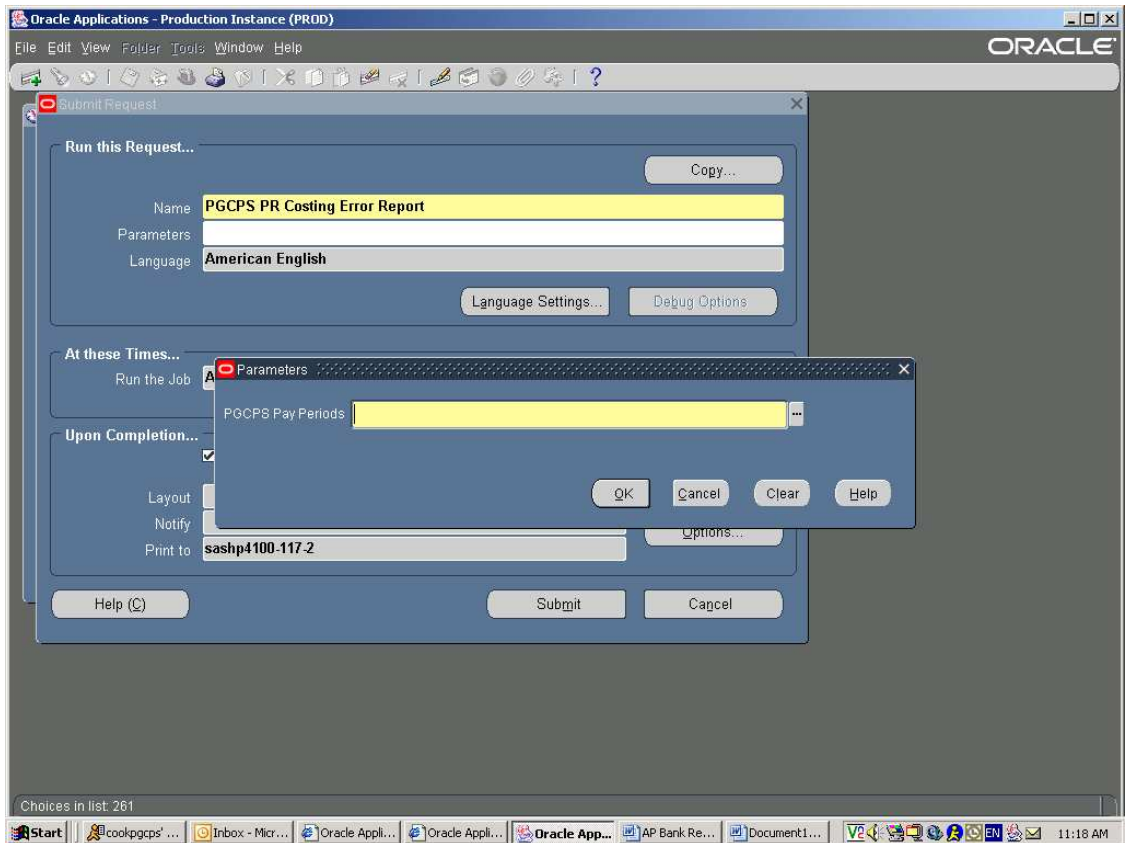 Oracle Applications - Production Instance (PROD)
File Edit View Folder Tools Window Help
ORACLE
Submit Request
Run this Request...
Copy...
Name PGCPS PR Costing Error Report
Parameters
Language American English
Language Settings... Debug Options
At these Times...
Run the Job A
Parameters
PGCPS Pay Periods
Upon Completion...
OK Cancel Clear Help
Layout
Notify
Options...
Print to sashp4100-117-2
Help (C) Submit Cancel
Choices in list: 261
Start cookpgcps' ... Inbox - Micr... Oracle Appli... Oracle Appli... Oracle App... AP Bank Re... Document1... V2 EN 11:18 AM